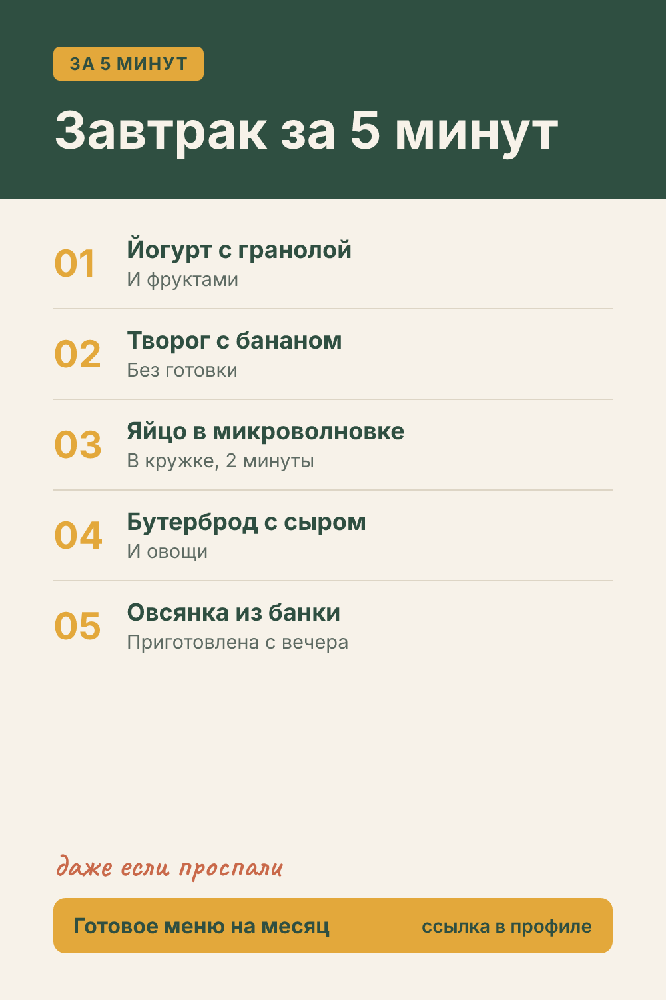 ЗА 5 МИНУТ
Завтрак за 5 минут
01
Йогурт с гранолой
И фруктами
02
Творог с бананом
Без готовки
03
Яйцо в микроволновке
В кружке, 2 минуты
04
Бутерброд с сыром
И овощи
05
Овсянка из банки
Приготовлена с вечера
даже если проспали
Готовое меню на месяц
ссылка в профиле